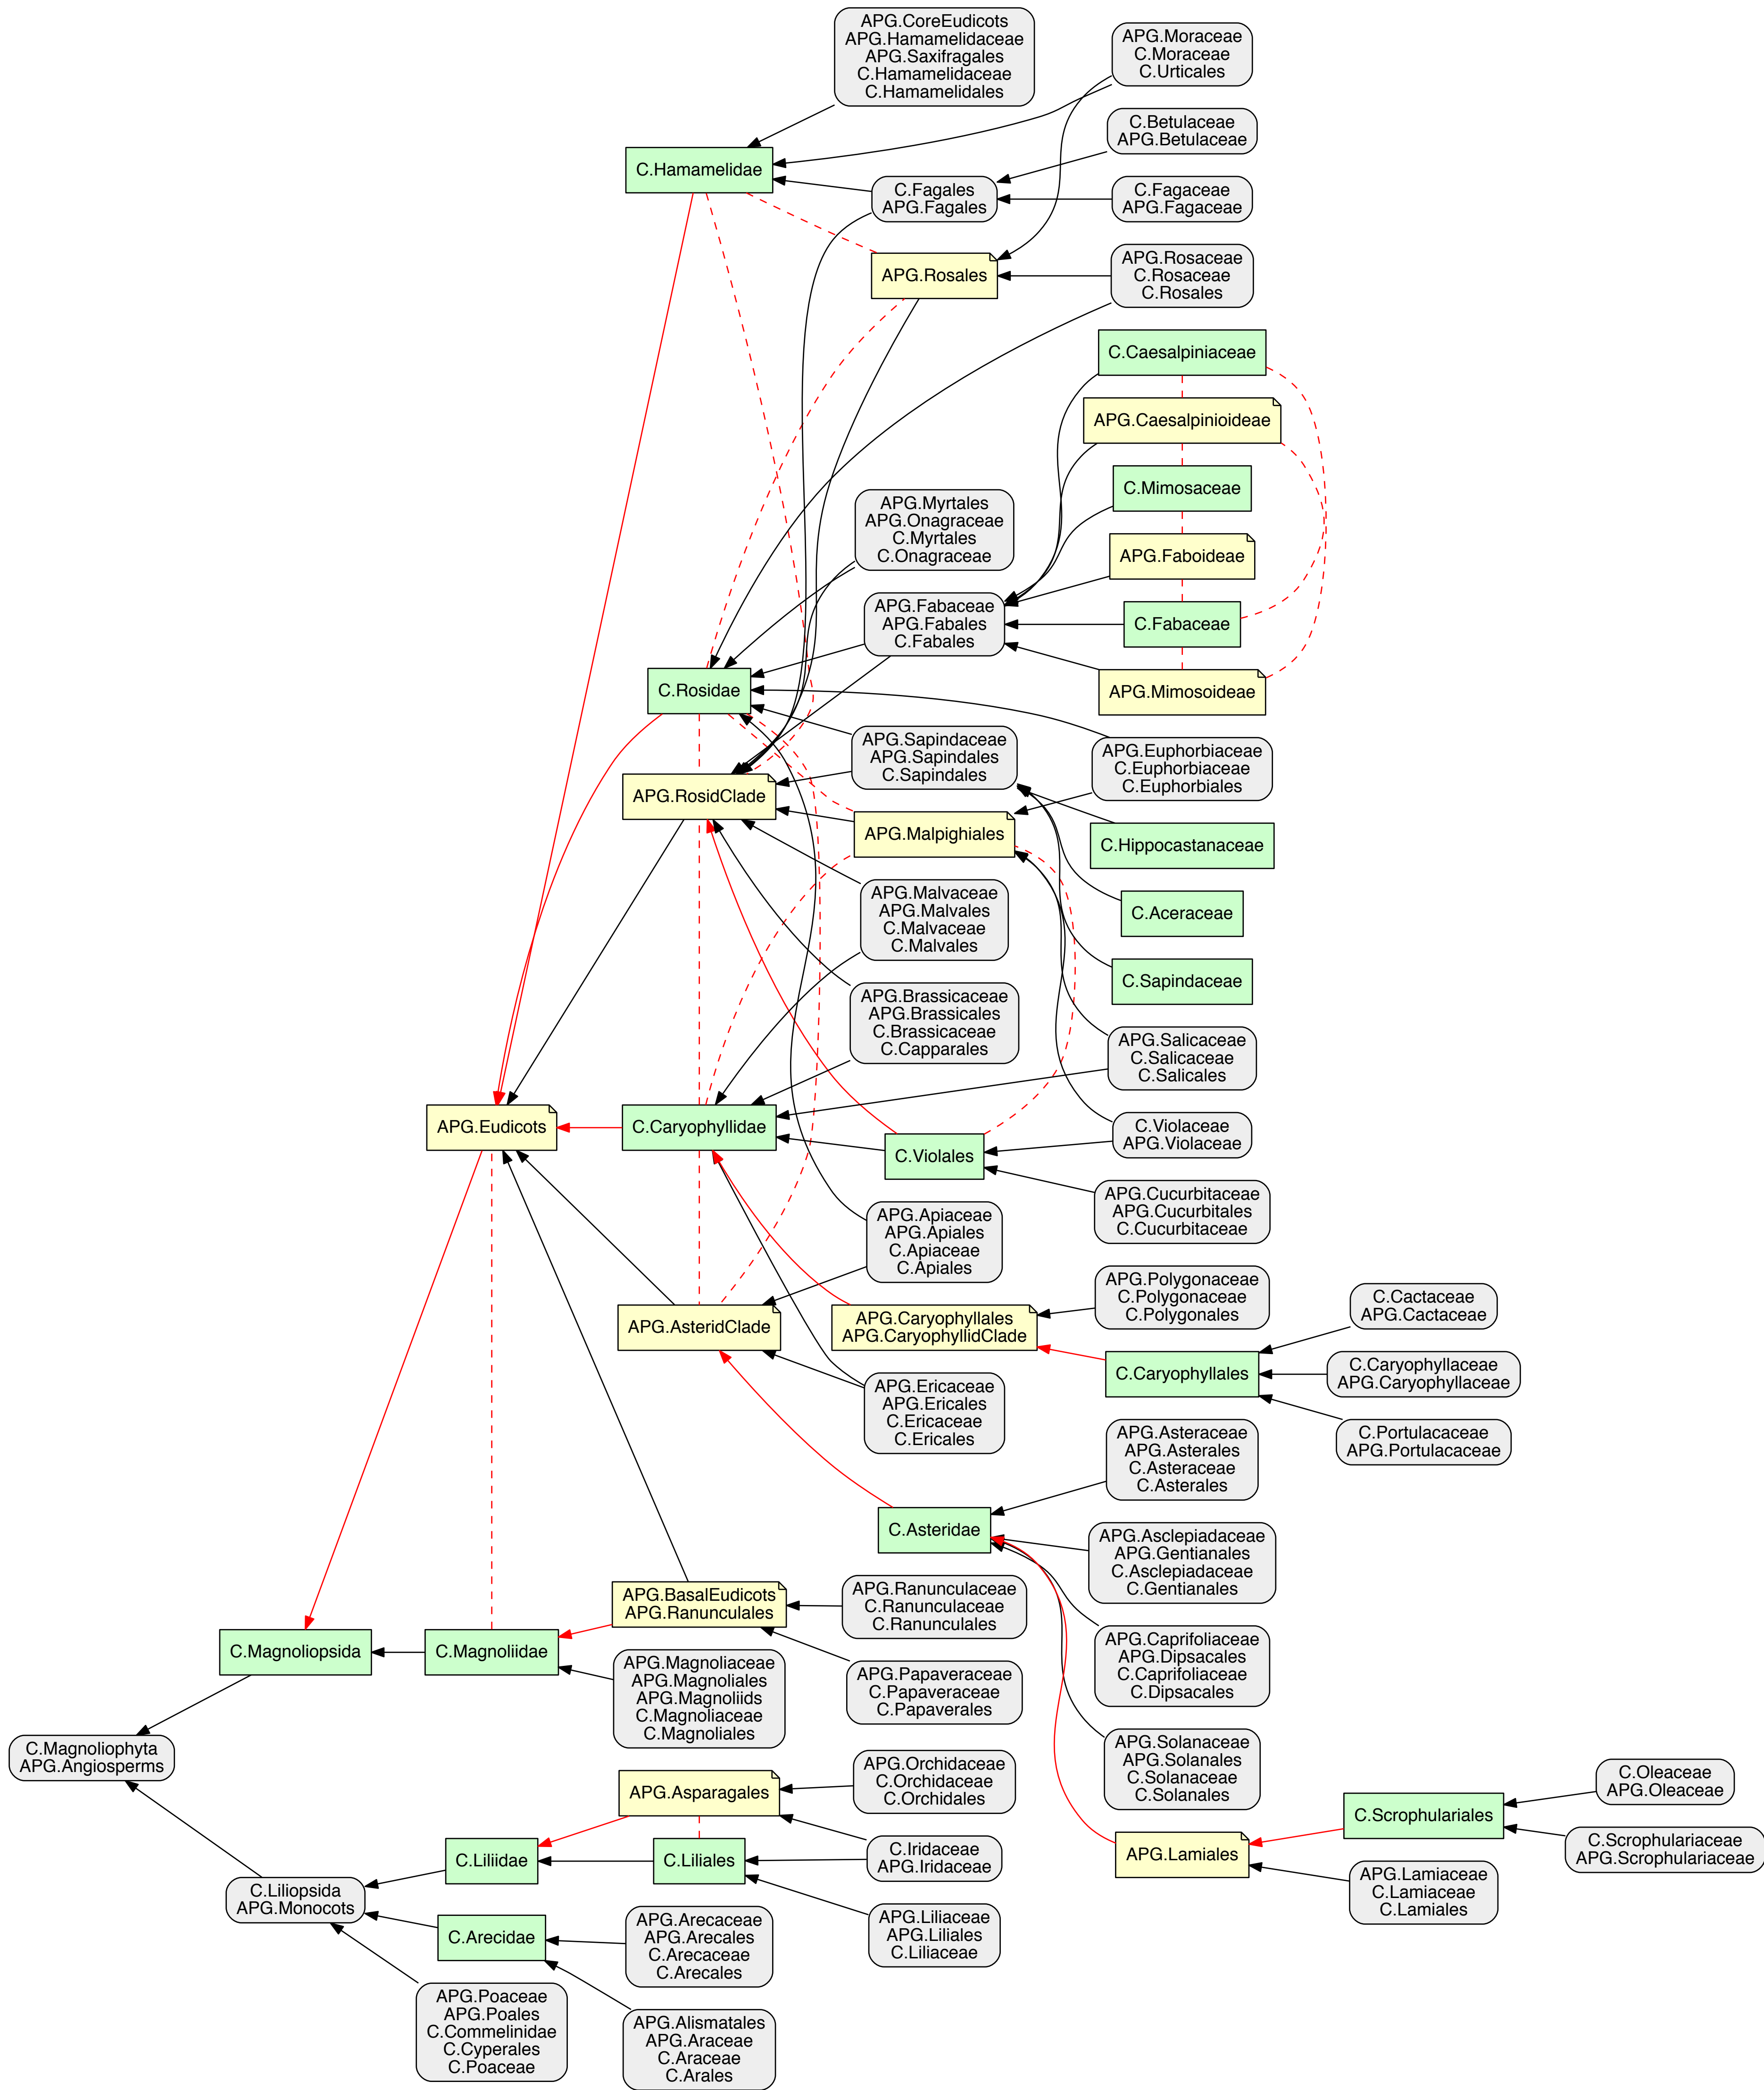 APG.CoreEudicots
APG.Hamamelidaceae
APG.Saxifragales
C.Hamamelidaceae
C.Hamamelidales
APG.Moraceae
C.Moraceae
C.Urticales
C.Betulaceae
APG.Betulaceae
C.Hamamelidae
C.Fagales
APG.Fagales
C.Fagaceae
APG.Fagaceae
APG.Rosales
APG.Rosaceae
C.Rosaceae
C.Rosales
C.Caesalpiniaceae
APG.Caesalpinioideae
C.Mimosaceae
APG.Myrtales
APG.Onagraceae
C.Myrtales
C.Onagraceae
APG.Faboideae
APG.Fabaceae
APG.Fabales
C.Fabales
C.Fabaceae
C.Rosidae
APG.Mimosoideae
APG.Sapindaceae
APG.Sapindales
C.Sapindales
APG.Euphorbiaceae
C.Euphorbiaceae
C.Euphorbiales
APG.RosidClade
APG.Malpighiales
C.Hippocastanaceae
APG.Malvaceae
APG.Malvales
C.Malvaceae
C.Malvales
C.Aceraceae
C.Sapindaceae
APG.Brassicaceae
APG.Brassicales
C.Brassicaceae
C.Capparales
APG.Salicaceae
C.Salicaceae
C.Salicales
APG.Eudicots
C.Caryophyllidae
C.Violales
C.Violaceae
APG.Violaceae
APG.Cucurbitaceae
APG.Cucurbitales
C.Cucurbitaceae
APG.Apiaceae
APG.Apiales
C.Apiaceae
C.Apiales
APG.Polygonaceae
C.Polygonaceae
C.Polygonales
C.Cactaceae
APG.Cactaceae
APG.AsteridClade
APG.Caryophyllales
APG.CaryophyllidClade
C.Caryophyllales
C.Caryophyllaceae
APG.Caryophyllaceae
APG.Ericaceae
APG.Ericales
C.Ericaceae
C.Ericales
C.Portulacaceae
APG.Portulacaceae
APG.Asteraceae
APG.Asterales
C.Asteraceae
C.Asterales
C.Asteridae
APG.Asclepiadaceae
APG.Gentianales
C.Asclepiadaceae
C.Gentianales
APG.BasalEudicots
APG.Ranunculales
APG.Ranunculaceae
C.Ranunculaceae
C.Ranunculales
C.Magnoliopsida
C.Magnoliidae
APG.Magnoliaceae
APG.Magnoliales
APG.Magnoliids
C.Magnoliaceae
C.Magnoliales
APG.Papaveraceae
C.Papaveraceae
C.Papaverales
APG.Caprifoliaceae
APG.Dipsacales
C.Caprifoliaceae
C.Dipsacales
C.Magnoliophyta
APG.Angiosperms
APG.Solanaceae
APG.Solanales
C.Solanaceae
C.Solanales
APG.Asparagales
APG.Orchidaceae
C.Orchidaceae
C.Orchidales
C.Oleaceae
APG.Oleaceae
C.Scrophulariales
C.Liliidae
C.Liliales
C.Iridaceae
APG.Iridaceae
APG.Lamiales
C.Scrophulariaceae
APG.Scrophulariaceae
C.Liliopsida
APG.Monocots
APG.Lamiaceae
C.Lamiaceae
C.Lamiales
C.Arecidae
APG.Arecaceae
APG.Arecales
C.Arecaceae
C.Arecales
APG.Liliaceae
APG.Liliales
C.Liliaceae
APG.Poaceae
APG.Poales
C.Commelinidae
C.Cyperales
C.Poaceae
APG.Alismatales
APG.Araceae
C.Araceae
C.Arales